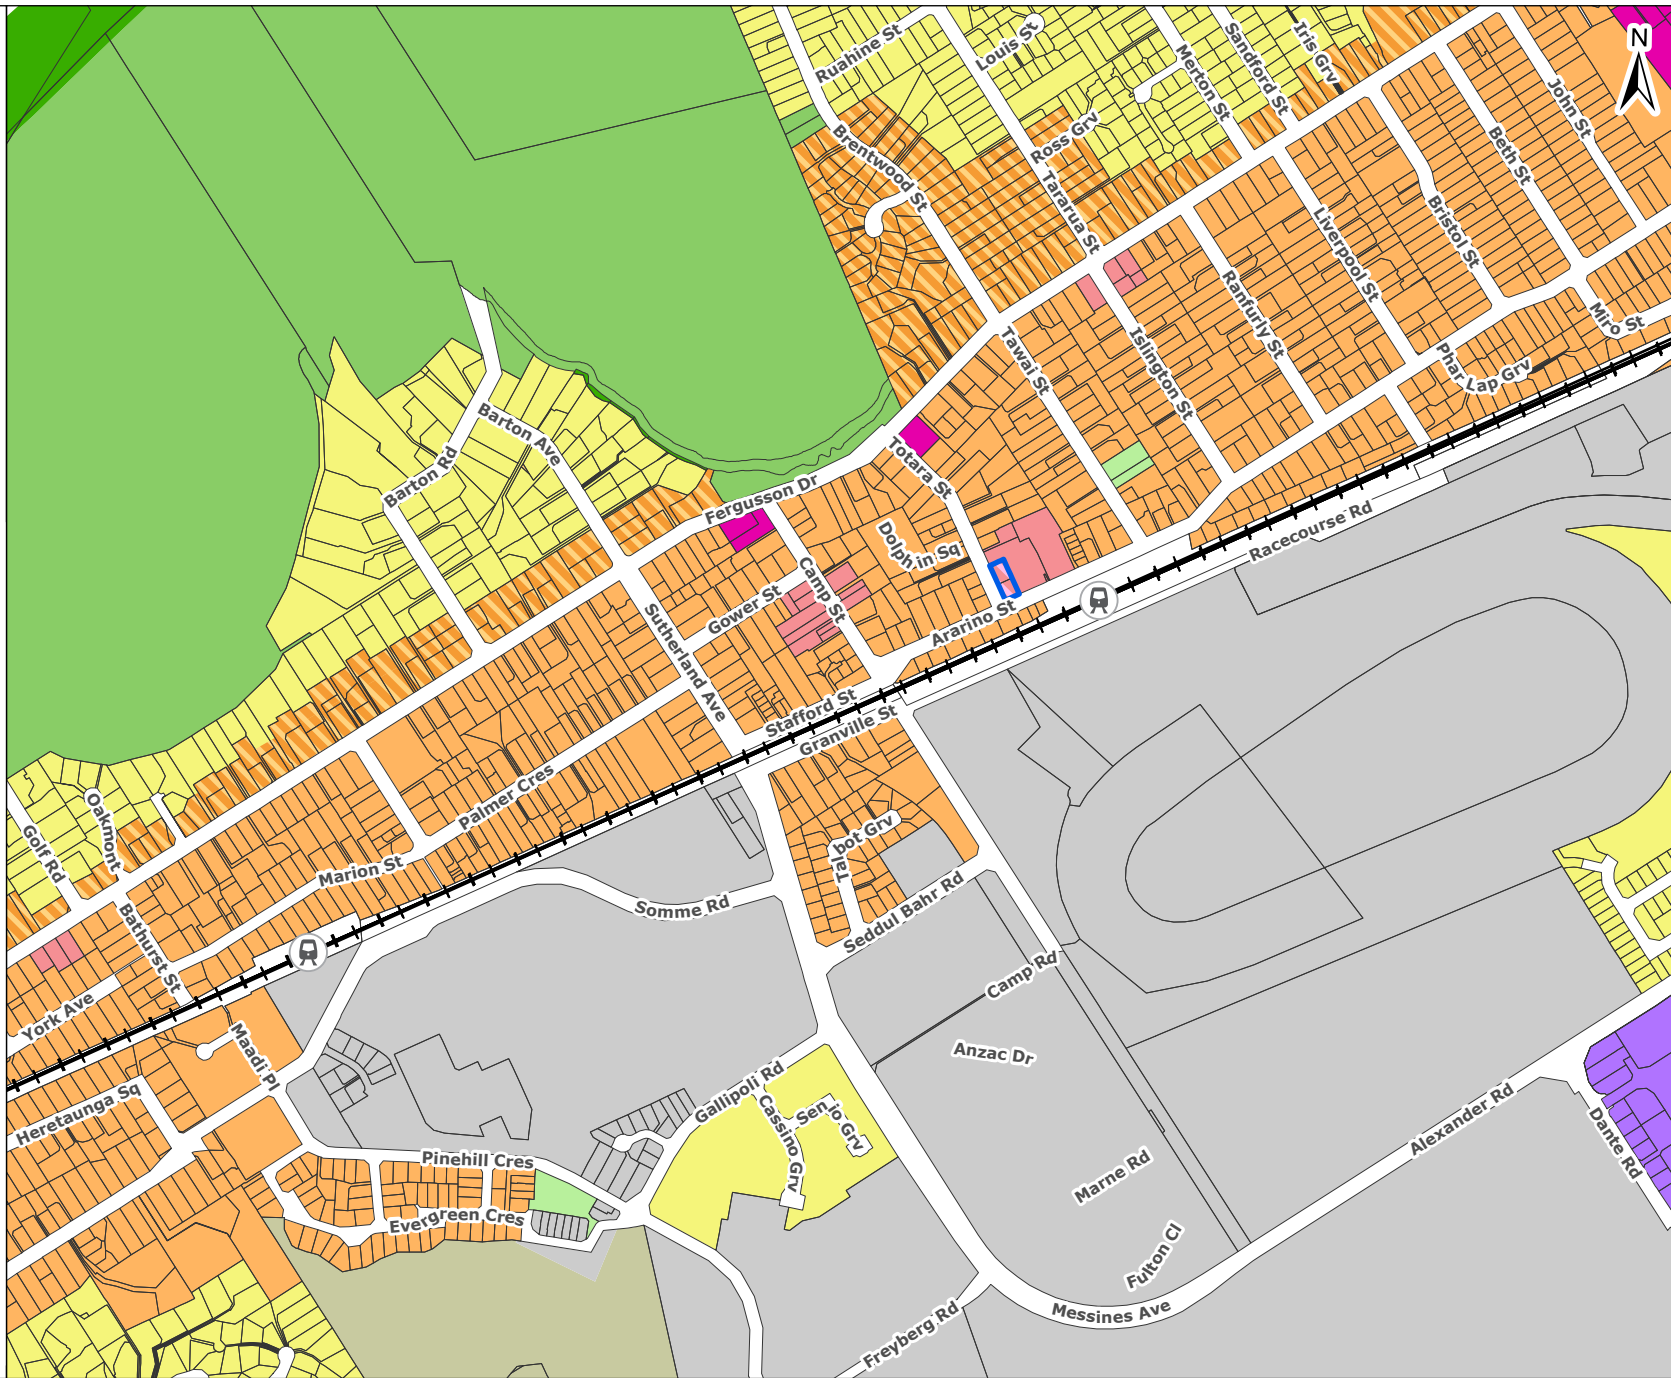 Ruahine St
Louis St
Merton St
Sandford St
Iris Grv
N
John St
Beth St
Ross Grv
Brentwood St
Tararua St
Bristol St
Liverpool St
Ranfurly St
Miro St
Tawai St
Islington St
Phar Lap Grv
Barton Ave
Barton Rd
Totara St
Fergusson Dr
Dolphin Sq
Racecourse Rd
Camp St
Gower St
Sutherland Ave
Ararino St
Stafford St
Granville St
Palmer Cres
Oakmont
Golf Rd
Talbot Grv
Marion St
Somme Rd
Seddul Bahr Rd
Bathurst St
Camp Rd
York Ave
Maadi Pl
Anzac Dr
Gallipoli Rd
Heretaunga Sq
Cassino Grv
Senio Grv
Alexander Rd
Dante Rd
Pinehill Cres
Marne Rd
Evergreen Cres
Fulton Cl
Messines Ave
Freyberg Rd